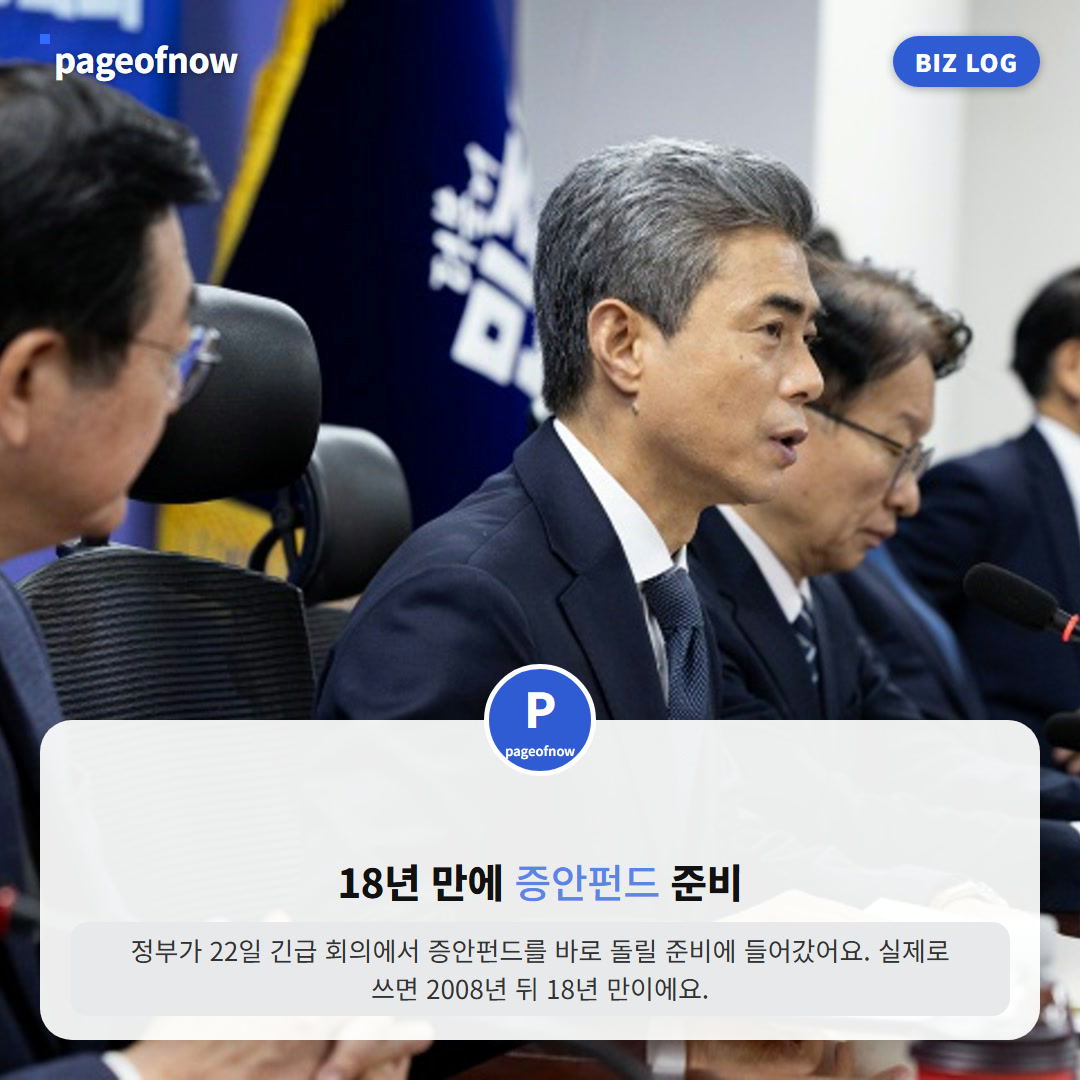 pageofnow
BIZ LOG
P
pageofnow
18년 만에 증안펀드 준비
정부가 22일 긴급 회의에서 증안펀드를 바로 돌릴 준비에 들어갔어요. 실제로
쓰면 2008년 뒤 18년 만이에요.